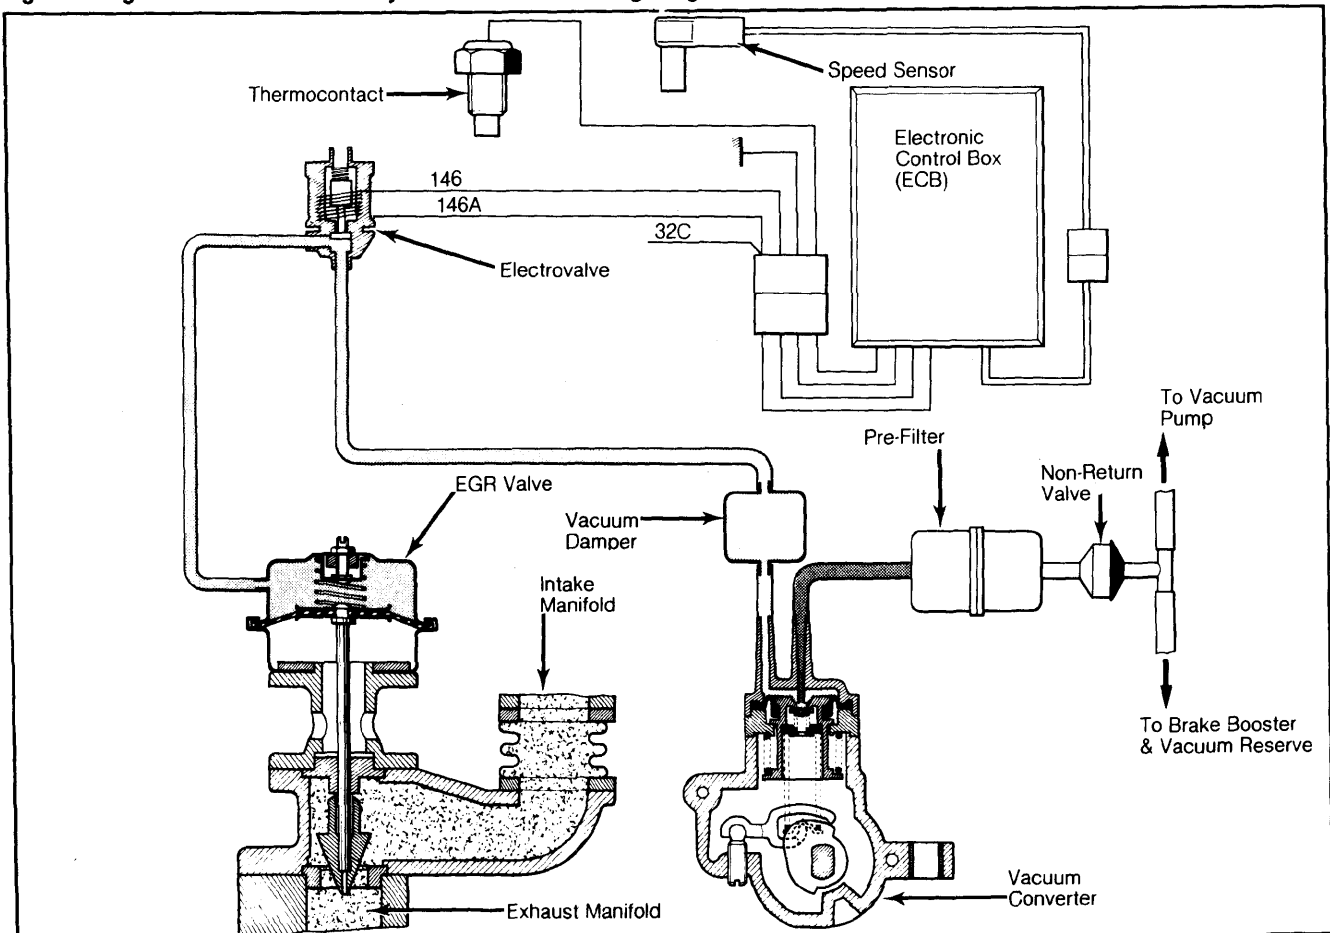 Speed Sensor
Thermocontact
Electronic
Control Box
(ECB)
146
146A
32C
Electrovalve
To Vacuum
Pump
Pre-Filter
Non-Return
Valve
EGR Valve
Vacuum
Damper
Intake
Manifold
To Brake Booster
& Vacuum Reserve
Vacuum
Converter
Exhaust Manifold